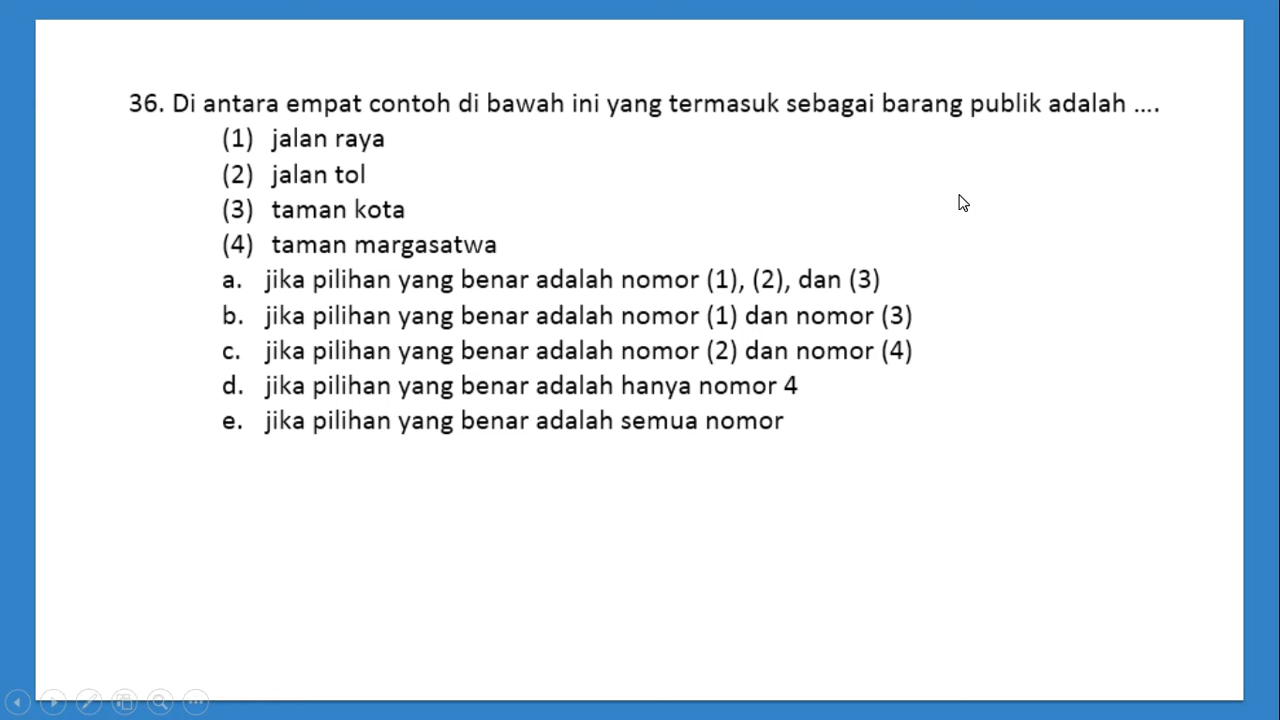 36. Di antara empat contoh di bawah ini yang termasuk sebagai barang publik adalah ....
(1) jalan raya
(2) jalan tol
(3) taman kota
(4) taman margasatwa
a. jika pilihan yang benar adalah nomor (1), (2), dan (3)
b. jika pilihan yang benar adalah nomor (1) dan nomor (3)
c. jika pilihan yang benar adalah nomor (2) dan nomor (4)
d. jika pilihan yang benar adalah hanya nomor 4
e. jika pilihan yang benar adalah semua nomor